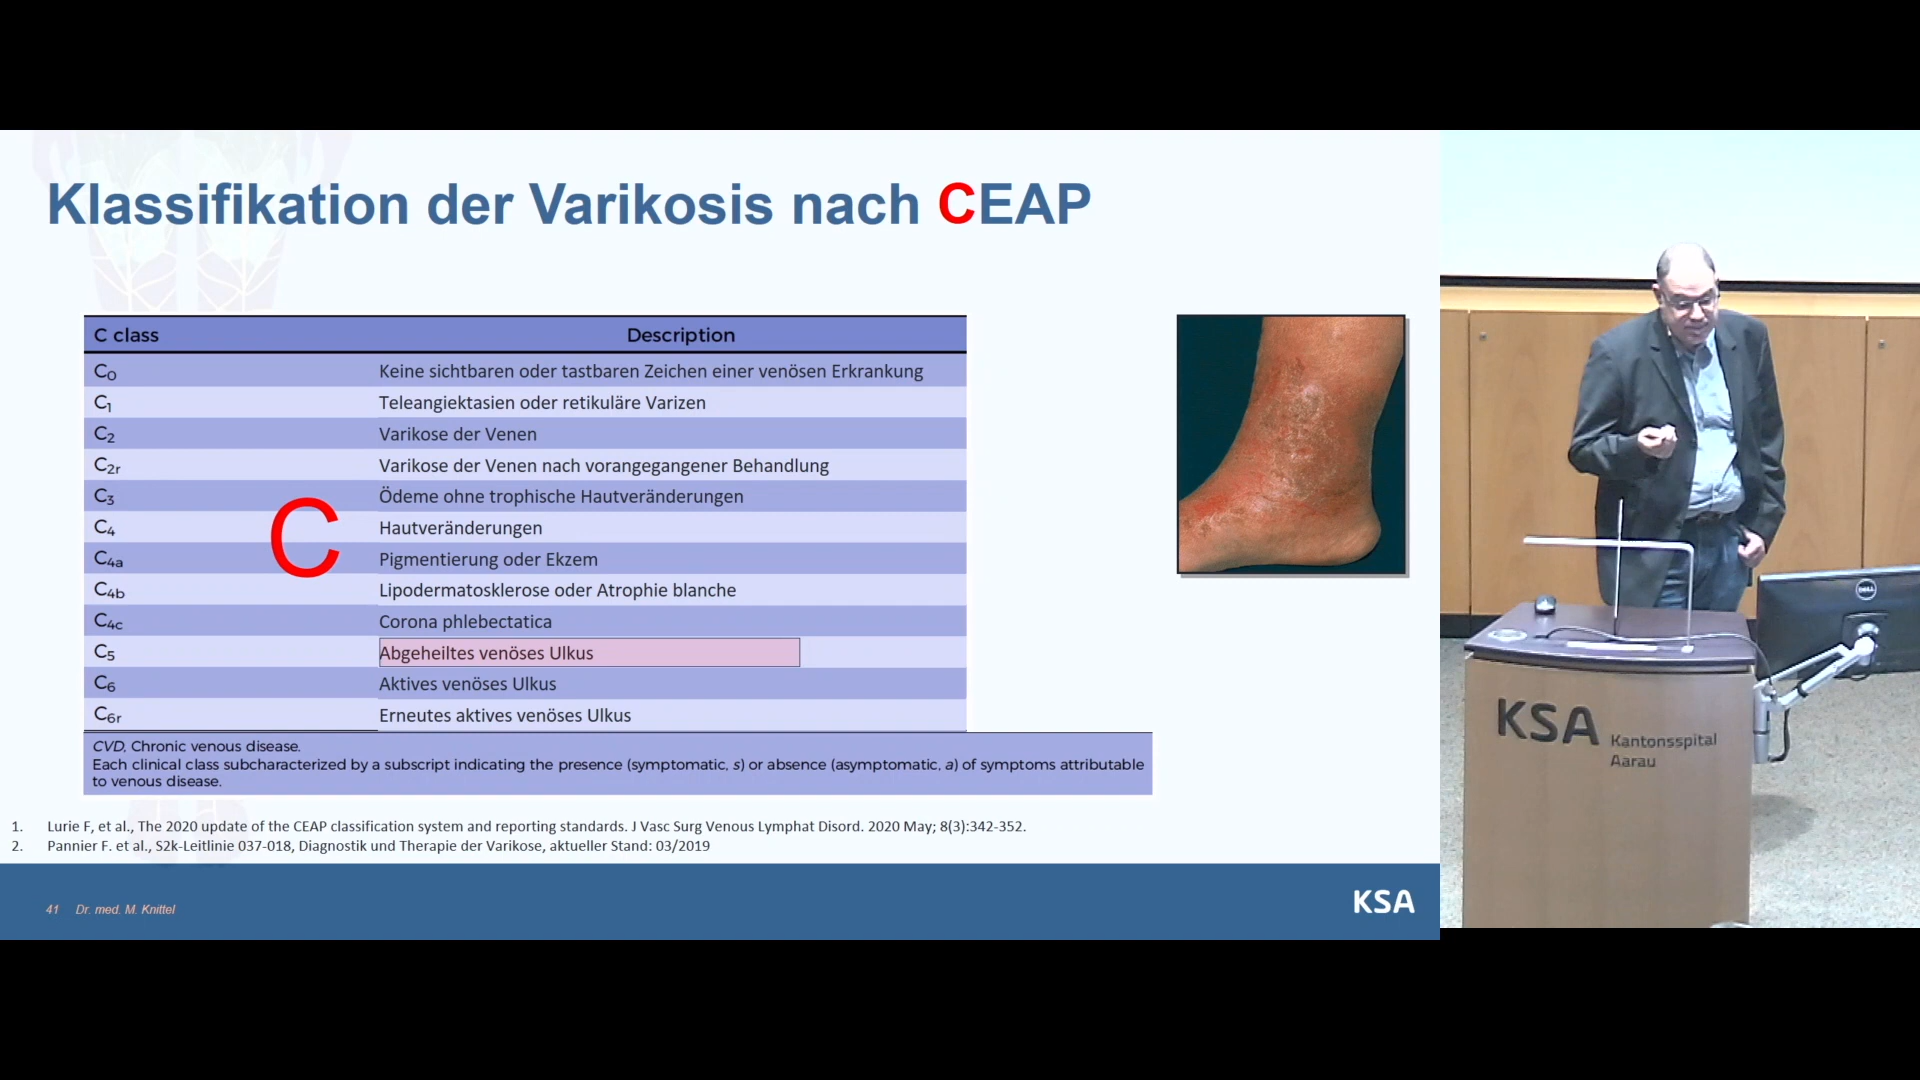 Klassifikation der Varikosis nach CEAP
C class Description
C0 Keine sichtbaren oder tastbaren Zeichen einer venösen Erkrankung
C1 Teleangiektasien oder retikuläre Varizen
C2 Varikose der Venen
C2r Varikose der Venen nach vorangegangener Behandlung
C3 Ödeme ohne trophische Hautveränderungen
C4 Hautveränderungen
C
C4a Pigmentierung oder Ekzem
C4b Lipodermatosklerose oder Atrophie blanche
C4c Corona phlebectatica
C5 Abgeheiltes venöses Ulkus
C6 Aktives venöses Ulkus
C6r Erneutes aktives venöses Ulkus
CVD, Chronic venous disease.
Each clinical class subcharacterized by a subscript indicating the presence (symptomatic, s) or absence (asymptomatic, a) of symptoms attributable
to venous disease.
1. Lurie F, et al., The 2020 update of the CEAP classification system and reporting standards. J Vasc Surg Venous Lymphat Disord. 2020 May; 8(3):342-352.
2. Pannier F. et al., S2k-Leitlinie 037-018, Diagnostik und Therapie der Varikose, aktueller Stand: 03/2019
41 Dr. med. M. Knittel
KSA
DELL
KSA Kantonsspital
Aarau